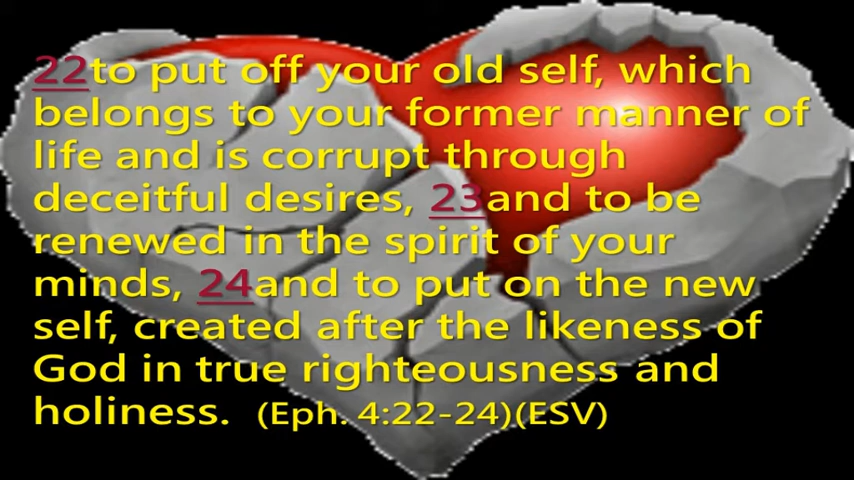 22to put off your old self, which
belongs to your former manner of
life and is corrupt through
deceitful desires, 23and to be
renewed in the spirit of your
minds, 24and to put on the new
self, created after the likeness of
God in true righteousness and
holiness. (Eph. 4:22-24)(ESV)